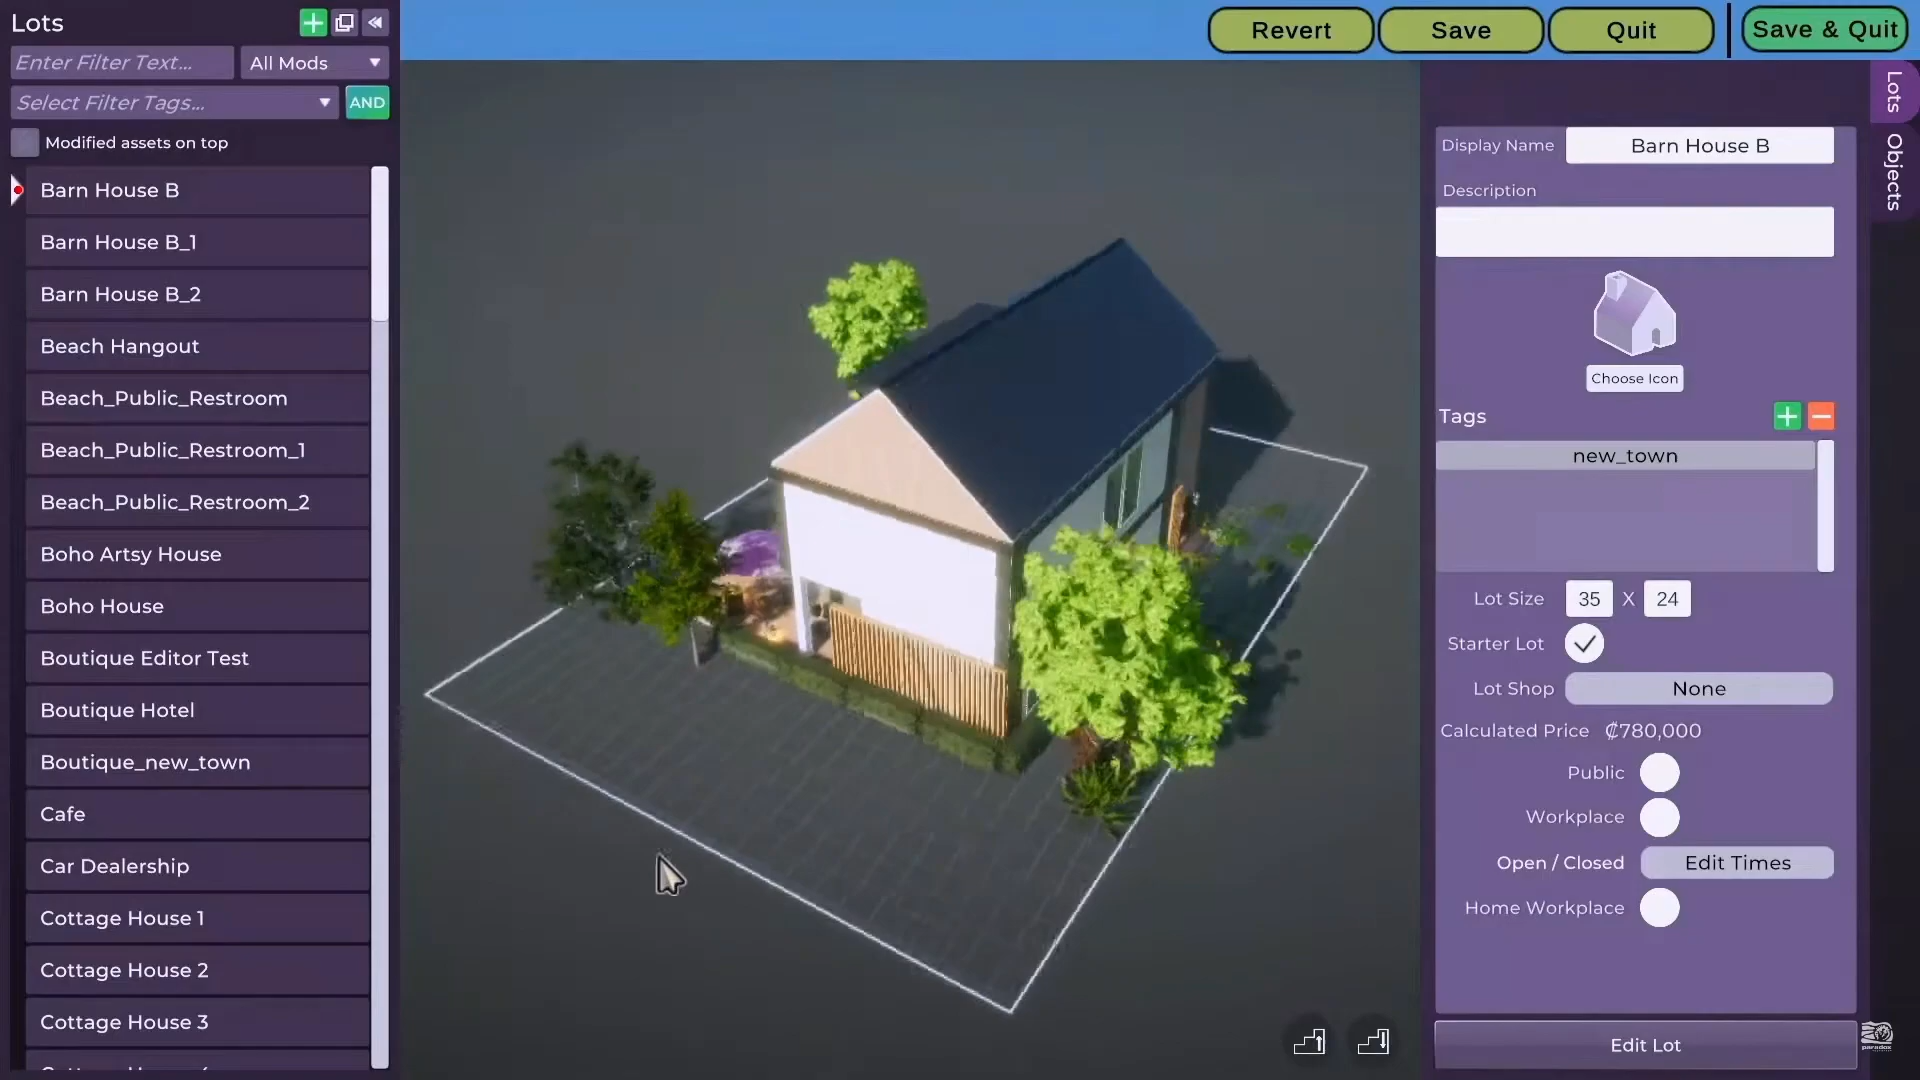 Lots
Revert
Save
Quit
Save & Quit
Enter Filter Text...
All Mods
Select Filter Tags...
AND
Modified assets on top
Barn House B
Barn House B_1
Barn House B_2
Beach Hangout
Beach_Public_Restroom
Beach_Public_Restroom_1
Beach_Public_Restroom_2
Boho Artsy House
Boho House
Boutique Editor Test
Boutique Hotel
Boutique_new_town
Cafe
Car Dealership
Cottage House 1
Cottage House 2
Cottage House 3
Display Name
Barn House B
Description
Choose Icon
Tags
new_town
Lot Size 35 X 24
Starter Lot
Lot Shop None
Calculated Price ₡780,000
Public
Workplace
Open / Closed Edit Times
Home Workplace
Edit Lot
Lots
Objects
paradox